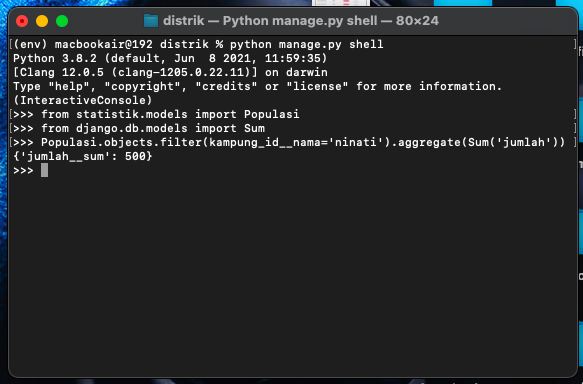 distrik — Python manage.py shell — 80×24
(env) macbookair@192 distrik % python manage.py shell
Python 3.8.2 (default, Jun  8 2021, 11:59:35)
[Clang 12.0.5 (clang-1205.0.22.11)] on darwin
Type "help", "copyright", "credits" or "license" for more information.
(InteractiveConsole)
>>> from statistik.models import Populasi
>>> from django.db.models import Sum
>>> Populasi.objects.filter(kampung_id__nama='ninati').aggregate(Sum('jumlah'))
{'jumlah__sum': 500}
>>>